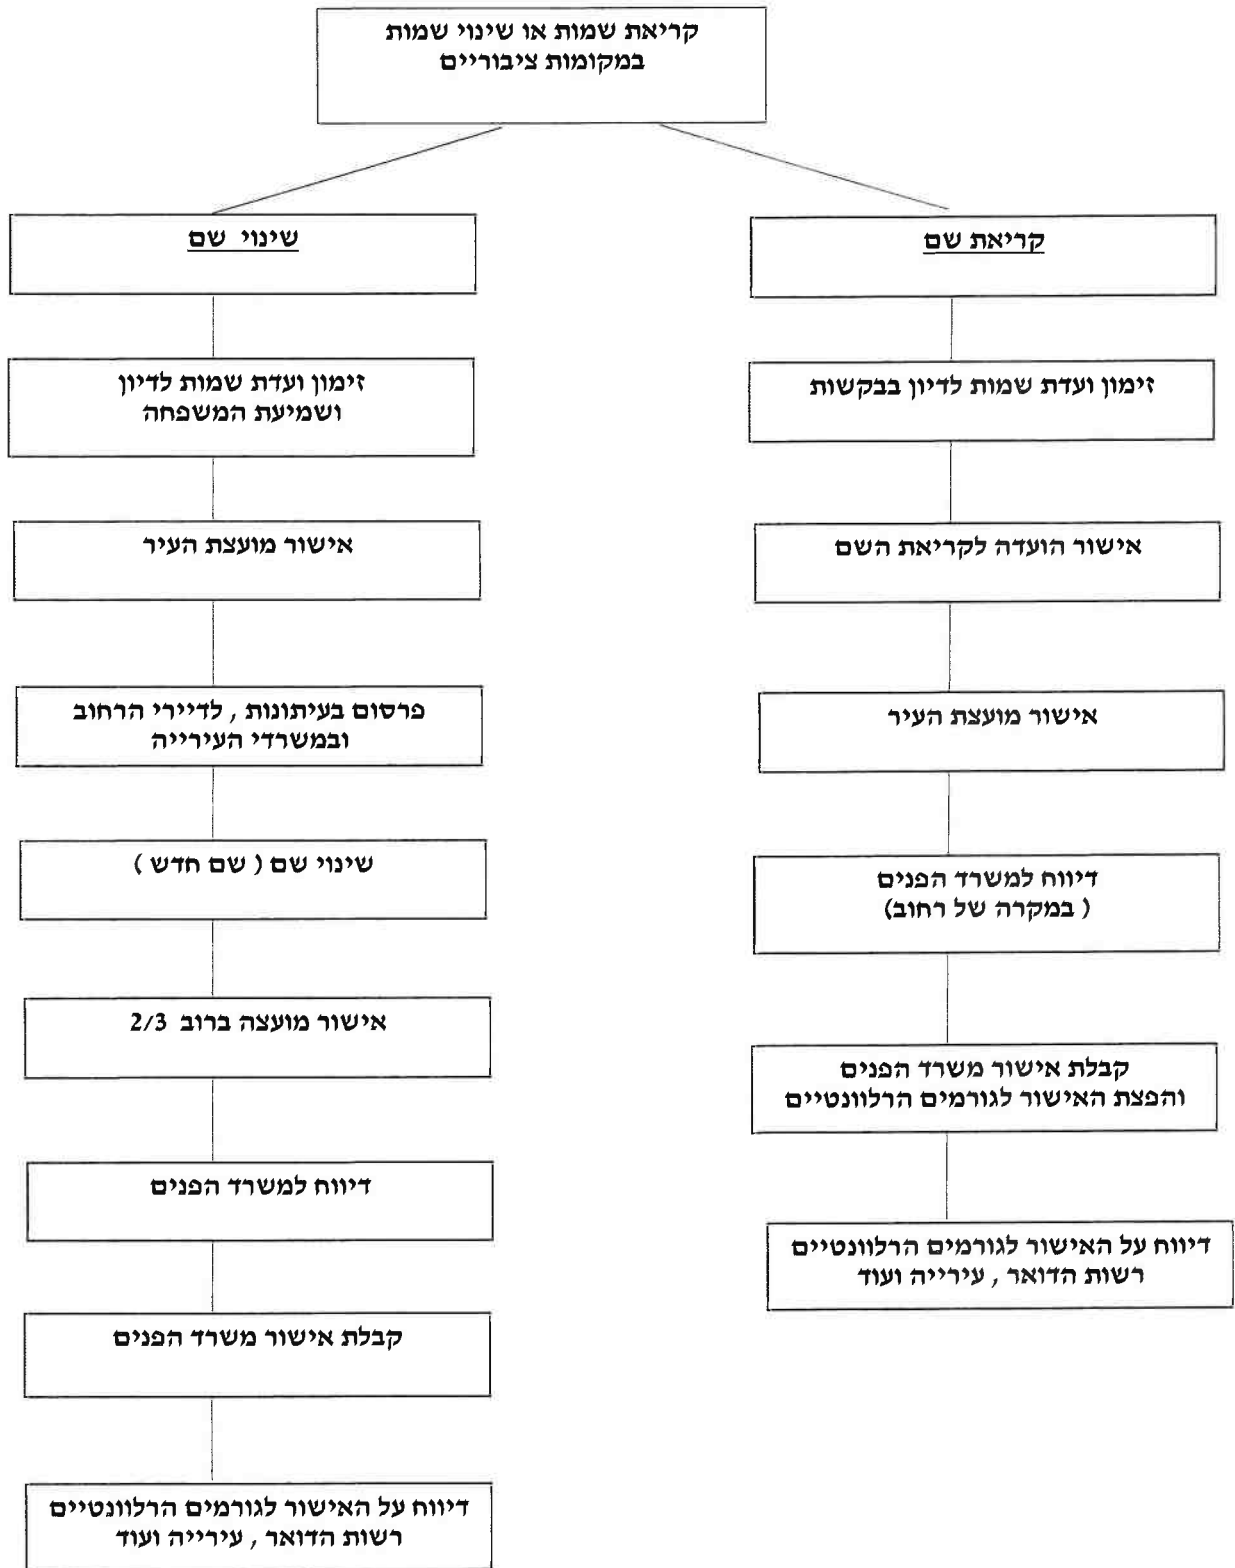 קריאת שמות או שינוי שמות
במקומות ציבוריים
קריאת שם
זימון ועדת שמות לדיון בבקשות
אישור הועדה לקריאת השם
אישור מועצת העיר
דיווח למשרד הפנים
( במקרה של רחוב)
קבלת אישור משרד הפנים
והפצת האישור לגורמים הרלוונטיים
דיווח על האישור לגורמים הרלוונטיים
רשות הדואר , עירייה ועוד
שינוי שם
זימון ועדת שמות לדיון
ושמיעת המשפחה
אישור מועצת העיר
פרסום בעיתונות , לדיירי הרחוב
ובמשרדי העירייה
שינוי שם ( שם חדש )
אישור מועצה ברוב 2/3
דיווח למשרד הפנים
קבלת אישור משרד הפנים
דיווח על האישור לגורמים הרלוונטיים
רשות הדואר , עירייה ועוד